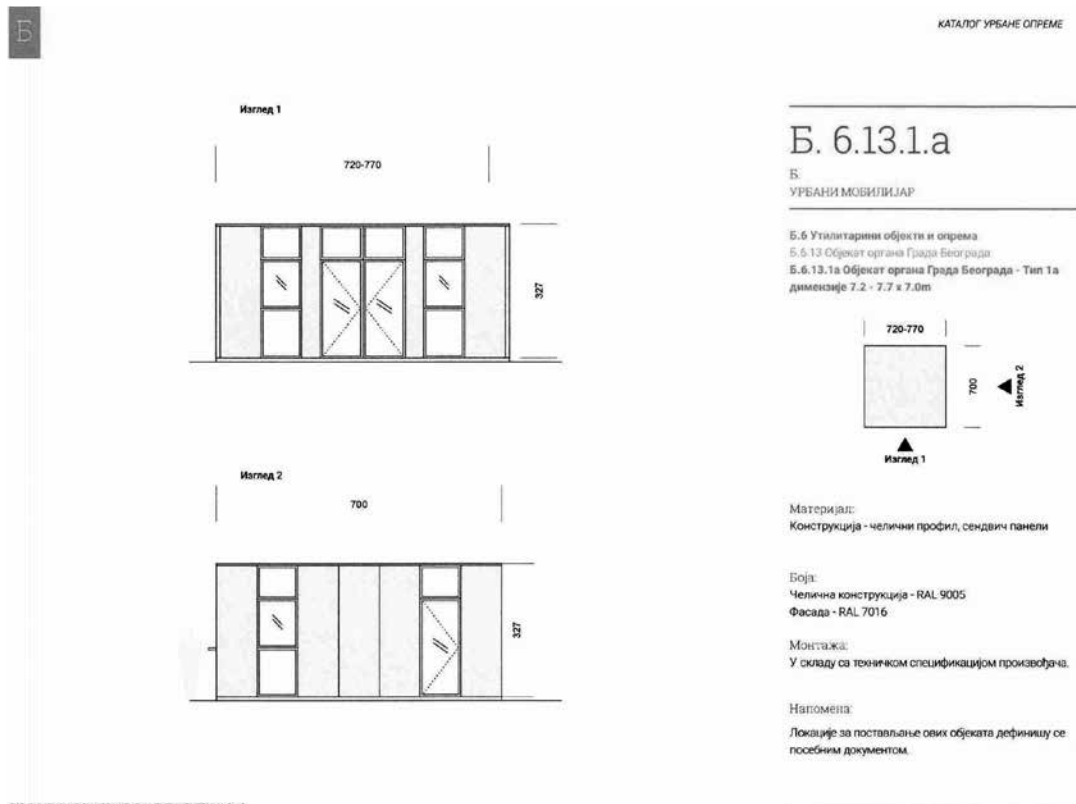 Б
КАТАЛОГ УРБАНЕ ОПРЕМЕ
Изглед 1
720-770
327
Изглед 2
700
327
Б. 6.13.1.а
Б.
УРБАНИ МОБИЛИЈАР
Б.6 Утилитарини објекти и опрема
Б.6.13 Објекат органа Града Београда
Б.6.13.1а Објекат органа Града Београда - Тип 1а
димензије 7.2 - 7.7 x 7.0m
720-770
700
Изглед 2
Изглед 1
Материјал:
Конструкција - челични профил, сендвич панели
Боја:
Челична конструкција - RAL 9005
Фасада - RAL 7016
Монтажа:
У складу са техничком спецификацијом произвођача.
Напомена:
Локације за постављање ових објеката дефинишу се
посебним документом.